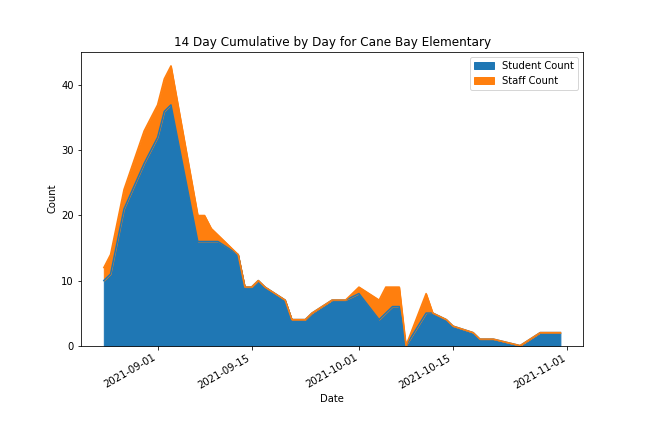 14 Day Cumulative by Day for Cane Bay Elementary
Student Count
Staff Count
Count
40
30
20
10
0
2021-09-01
2021-09-15
2021-10-01
2021-10-15
2021-11-01
Date